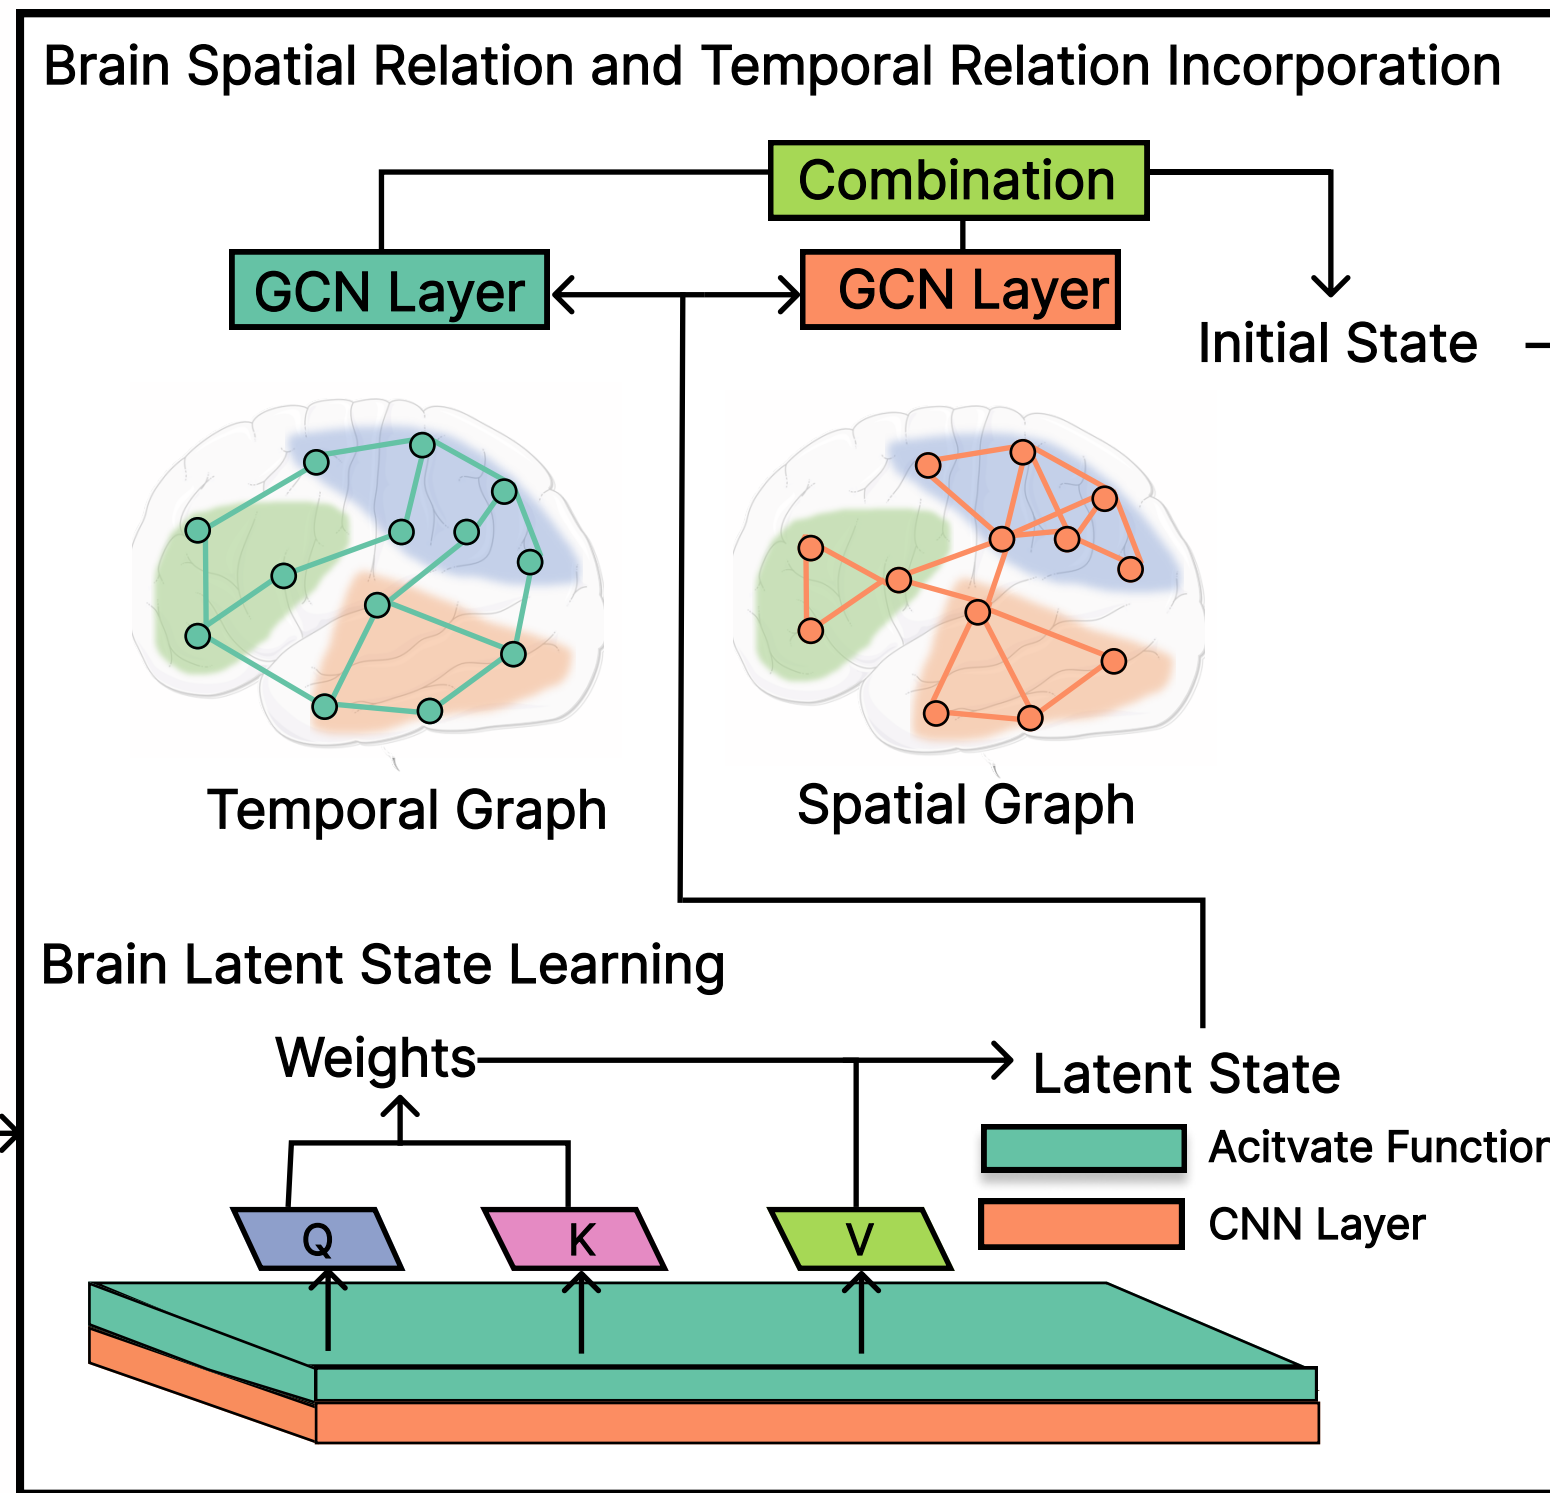 Brain Spatial Relation and Temporal Relation Incorporation
Combination
GCN Layer
GCN Layer
Initial State
Temporal Graph
Spatial Graph
Brain Latent State Learning
Weights
Latent State
Acitvate Function
CNN Layer
Q
K
V